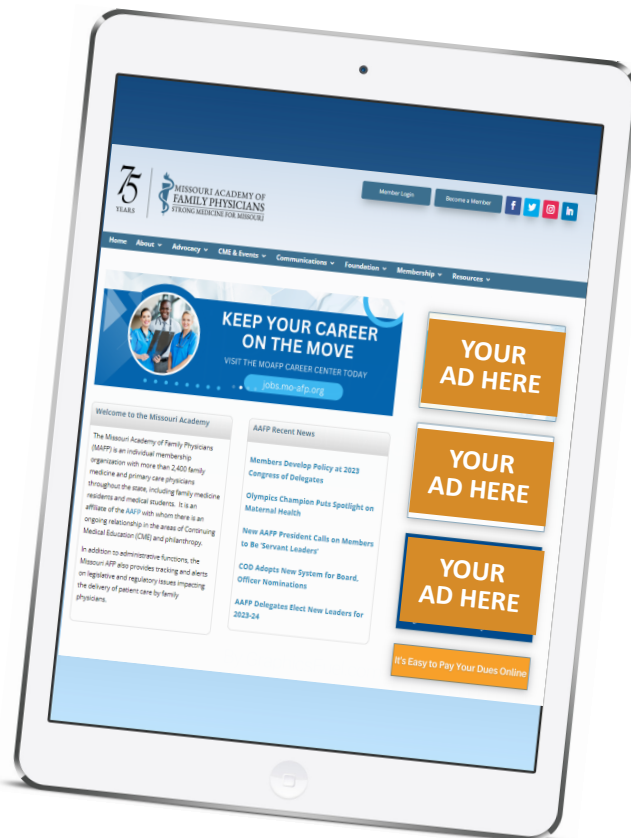 75
YEARS
MISSOURI ACADEMY OF
FAMILY PHYSICIANS
STRONG MEDICINE FOR MISSOURI
Member Login
Become a Member
Home About Advocacy CME & Events Communications Foundation Membership Resources
KEEP YOUR CAREER
ON THE MOVE
VISIT THE MOAFP CAREER CENTER TODAY
jobs.mo-afp.org
Welcome to the Missouri Academy
The Missouri Academy of Family Physicians
(MAFP) is an individual membership
organization with more than 2,400 family
medicine and primary care physicians
throughout the state, including family medicine
residents and medical students. It is an
affiliate of the AAFP with whom there is an
ongoing relationship in the areas of Continuing
Medical Education (CME) and philanthropy.
In addition to administrative functions, the
Missouri AFP also provides tracking and alerts
on legislative and regulatory issues impacting
the delivery of patient care by family
physicians.
AAFP Recent News
Members Develop Policy at 2023
Congress of Delegates
Olympics Champion Puts Spotlight on
Maternal Health
New AAFP President Calls on Members
to Be 'Servant Leaders'
COD Adopts New System for Board,
Officer Nominations
AAFP Delegates Elect New Leaders for
2023-24
YOUR
AD HERE
YOUR
AD HERE
YOUR
AD HERE
It's Easy to Pay Your Dues Online